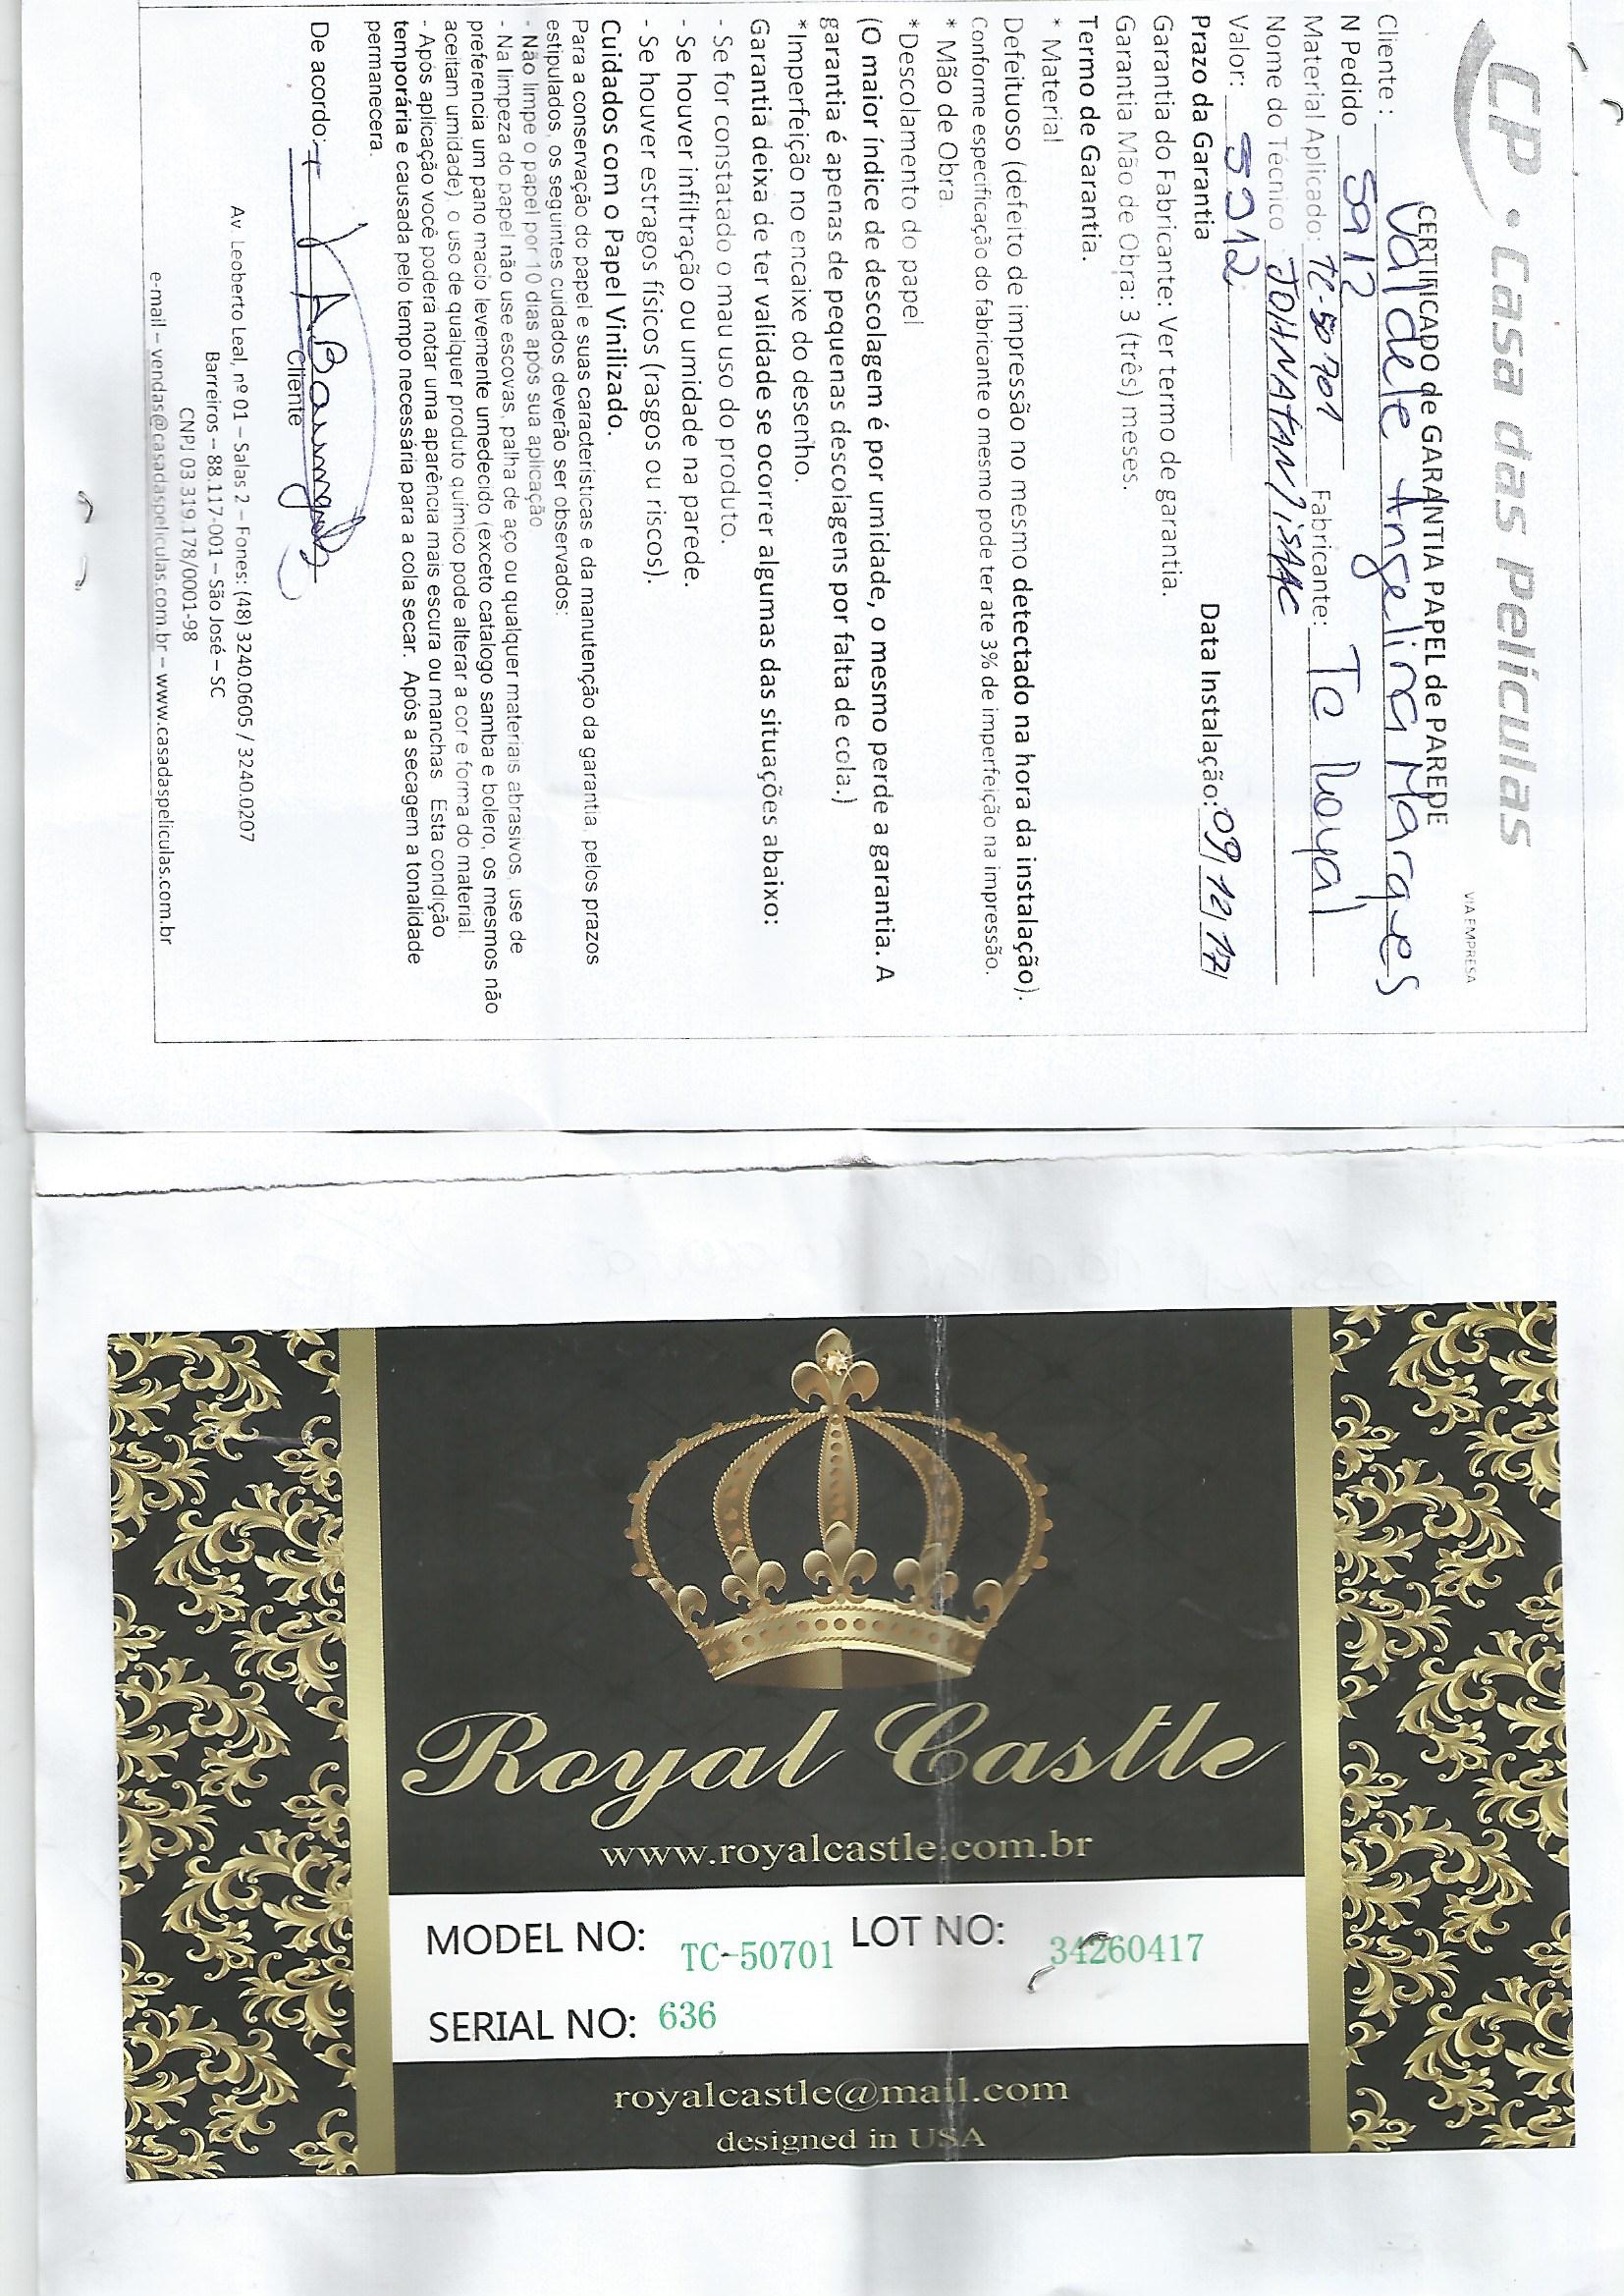 CP • Casa das Películas
VIA EMPRESA
CERTIFICADO de GARANTIA PAPEL de PAREDE
Cliente : Valdete Angelina Marques
N Pedido 5912
Material Aplicado: TC-50701 Fabricante: Tc Royal
Nome do Técnico : JOHNATAN/ISAAC
Valor: 5912
Prazo da Garantia Data Instalação: 09/12/17
Garantia do Fabricante: Ver termo de garantia.
Garantia Mão de Obra: 3 (três) meses.
Termo de Garantia.
* Material
Defeituoso (defeito de impressão no mesmo detectado na hora da instalação).
Conforme especificação do fabricante o mesmo pode ter ate 3% de imperfeição na impressão.
* Mão de Obra
*Descolamento do papel
(O maior índice de descolagem é por umidade, o mesmo perde a garantia. A
garantia é apenas de pequenas descolagens por falta de cola.)
*Imperfeição no encaixe do desenho.
Garantia deixa de ter validade se ocorrer algumas das situações abaixo:
- Se for constatado o mau uso do produto.
- Se houver infiltração ou umidade na parede.
- Se houver estragos físicos (rasgos ou riscos).
Cuidados com o Papel Vinilizado.
Para a conservação do papel e suas características e da manutenção da garantia, pelos prazos
estipulados, os seguintes cuidados deverão ser observados:
- Não limpe o papel por 10 dias após sua aplicação.
- Na limpeza do papel não use escovas, palha de aço ou qualquer materiais abrasivos, use de
preferencia um pano macio levemente umedecido (exceto catalogo samba e bolero, os mesmos não
aceitam umidade), o uso de qualquer produto químico pode alterar a cor e forma do material.
- Após aplicação você poderá notar uma aparência mais escura ou manchas. Esta condição
temporária e causada pelo tempo necessária para a cola secar. Após a secagem a tonalidade
permanecera.
De acordo:
Cliente
Av Leoberto Leal, nº 01 – Salas 2 – Fones: (48) 3240.0605 / 3240.0207
Barreiros – 88.117-001 – São José – SC
CNPJ 03 319.178/0001-98
e-mail – vendas@casadaspeliculas.com.br – www.casadaspeliculas.com.br
Royal Castle
www.royalcastle.com.br
MODEL NO: TC-50701 LOT NO: 34260417
SERIAL NO: 636
royalcastle@mail.com
designed in USA